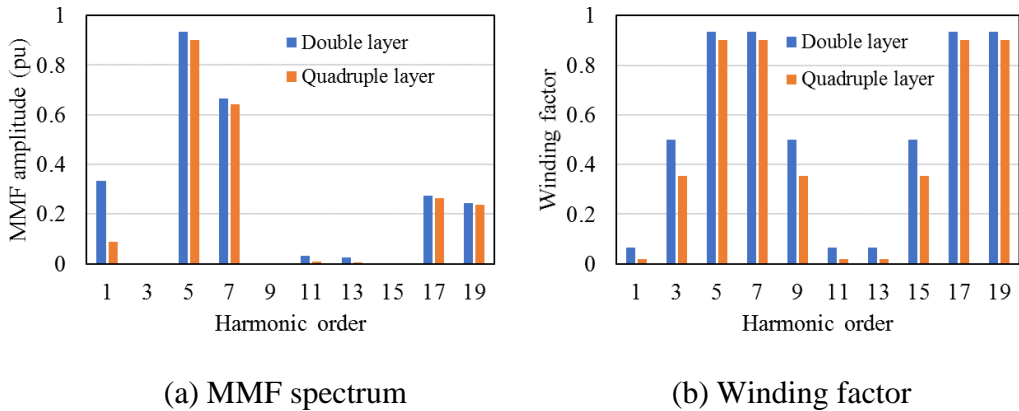 1
0.8
0.6
0.4
0.2
0
MMF amplitude (pu)
Double layer
Quadruple layer
1 3 5 7 9 11 13 15 17 19
Harmonic order
(a) MMF spectrum
1
0.8
0.6
0.4
0.2
0
Winding factor
Double layer
Quadruple layer
1 3 5 7 9 11 13 15 17 19
Harmonic order
(b) Winding factor